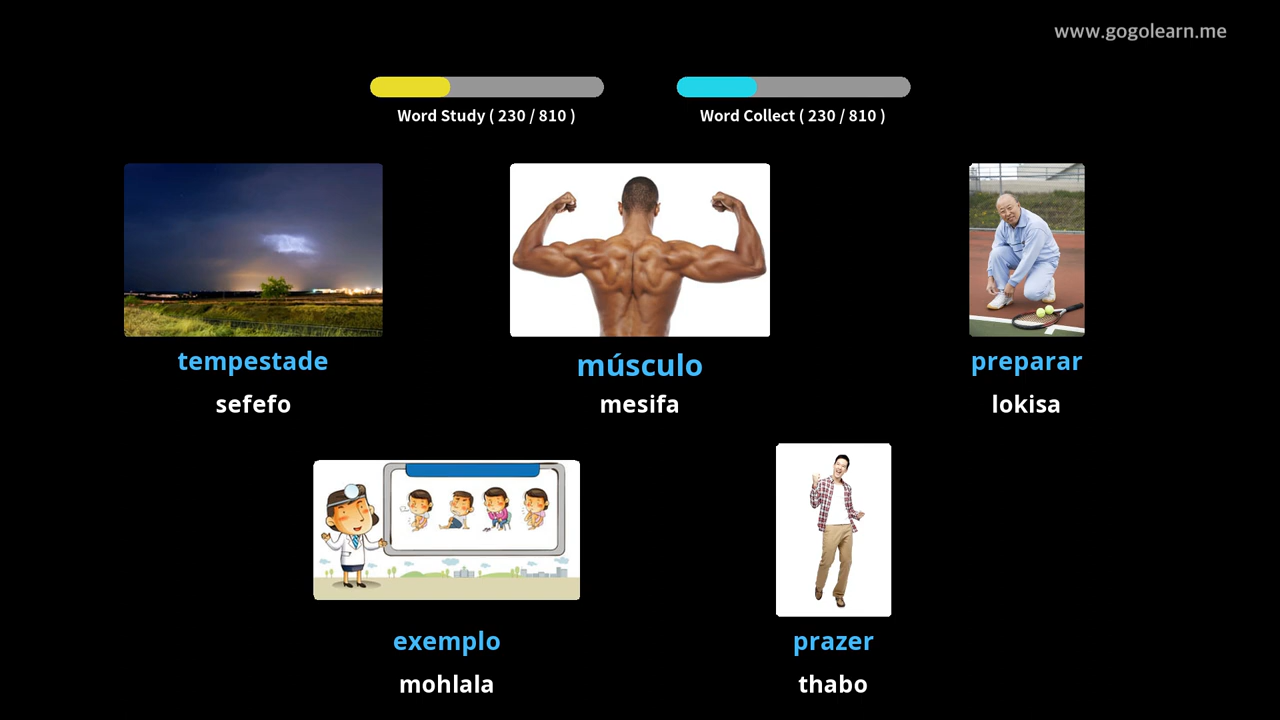 www.gogolearn.me
Word Study ( 230 / 810 )
Word Collect ( 230 / 810 )
tempestade
músculo
preparar
sefefo
mesifa
lokisa
exemplo
prazer
mohlala
thabo